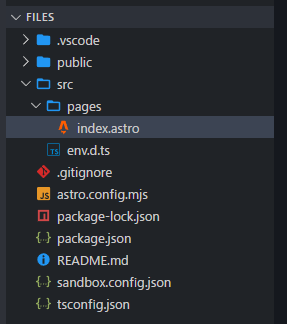 FILES
.vscode
public
src
pages
index.astro
TS env.d.ts
.gitignore
JS astro.config.mjs
package-lock.json
{..} package.json
README.md
{..} sandbox.config.json
{..} tsconfig.json